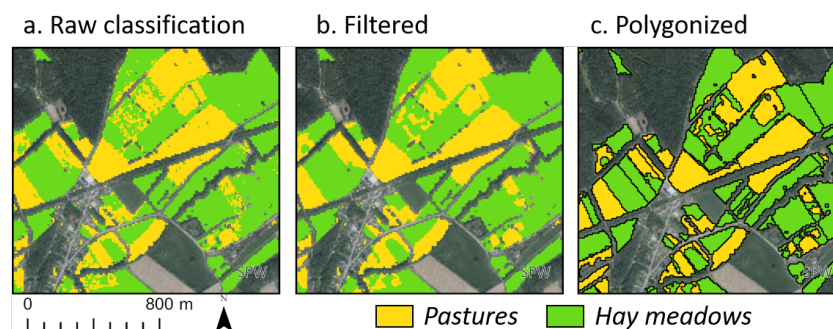 a. Raw classification
b. Filtered
c. Polygonized
SPW
SPW
SPW
0 800 m
N
Pastures
Hay meadows